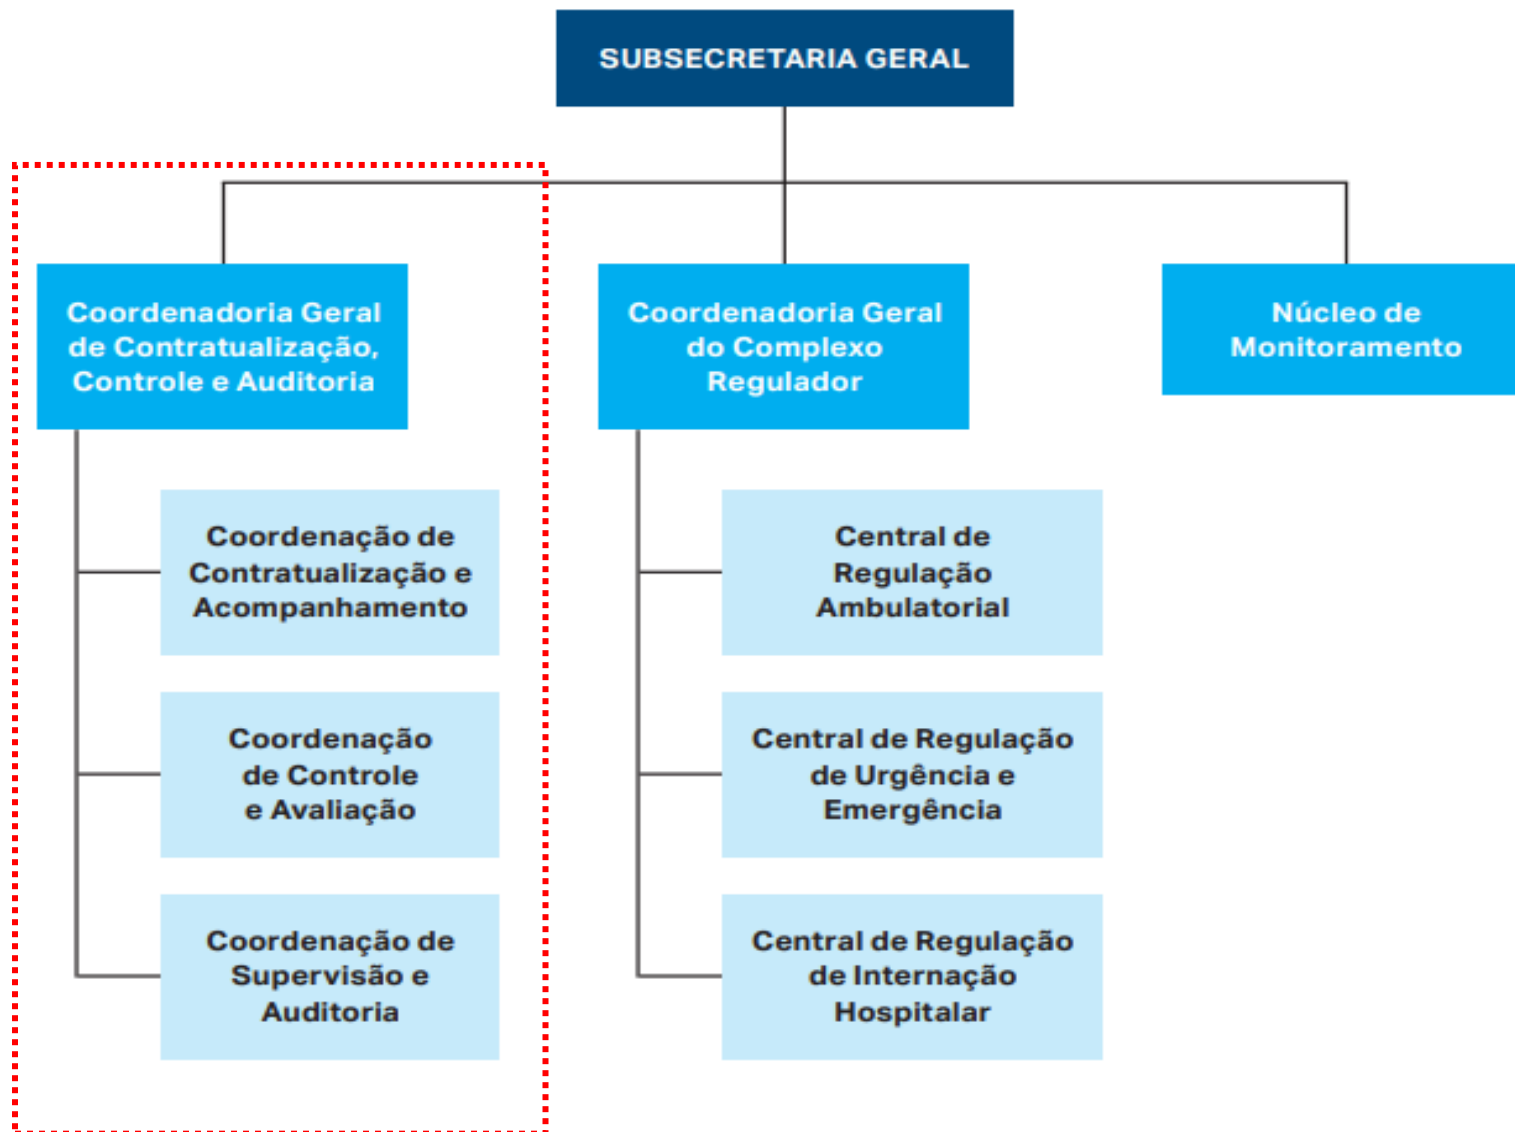 SUBSECRETARIA GERAL
Coordenadoria Geral
de Contratualização,
Controle e Auditoria
Coordenação de
Contratualização e
Acompanhamento
Coordenação
de Controle
e Avaliação
Coordenação de
Supervisão e
Auditoria
Coordenadoria Geral
do Complexo
Regulador
Central de
Regulação
Ambulatorial
Central de Regulação
de Urgência e
Emergência
Central de Regulação
de Internação
Hospitalar
Núcleo de
Monitoramento